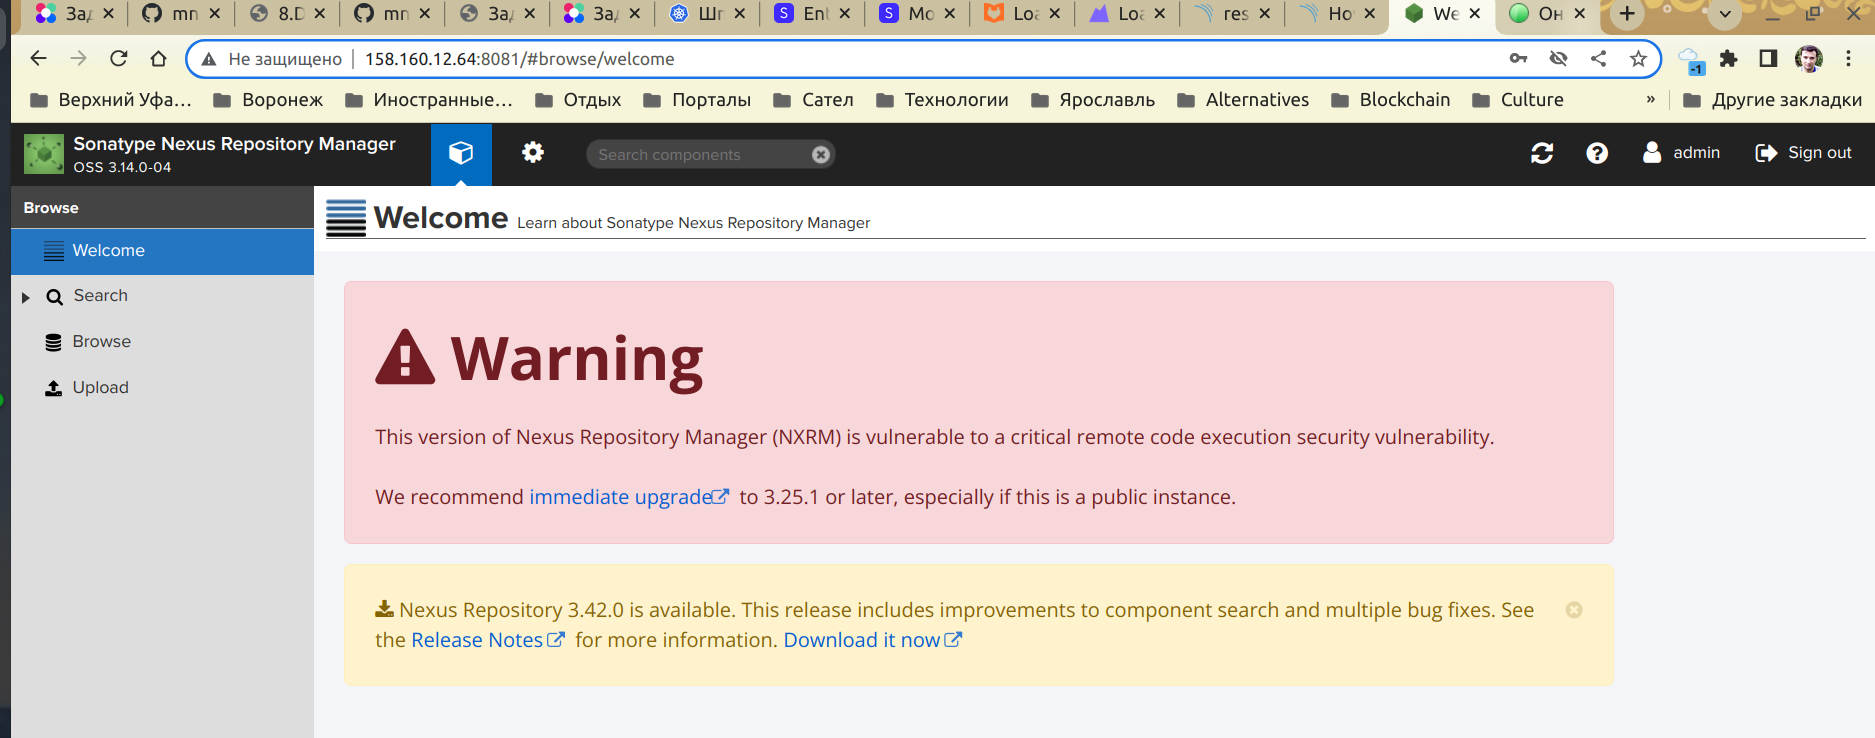 За
mn
8.D
mn
Зад
За
Шп
Ent
Mo
Loa
Loa
res
Ho
We
Он
Не защищено
158.160.12.64:8081/#browse/welcome
-1
Верхний Уфа... Воронеж Иностранные... Отдых Порталы Сател Технологии Ярославль Alternatives Blockchain Culture » Другие закладки
Sonatype Nexus Repository Manager
OSS 3.14.0-04
Search components
admin
Sign out
Browse
Welcome
Search
Browse
Upload
Welcome Learn about Sonatype Nexus Repository Manager
Warning
This version of Nexus Repository Manager (NXRM) is vulnerable to a critical remote code execution security vulnerability.
We recommend immediate upgrade to 3.25.1 or later, especially if this is a public instance.
Nexus Repository 3.42.0 is available. This release includes improvements to component search and multiple bug fixes. See
the Release Notes for more information. Download it now